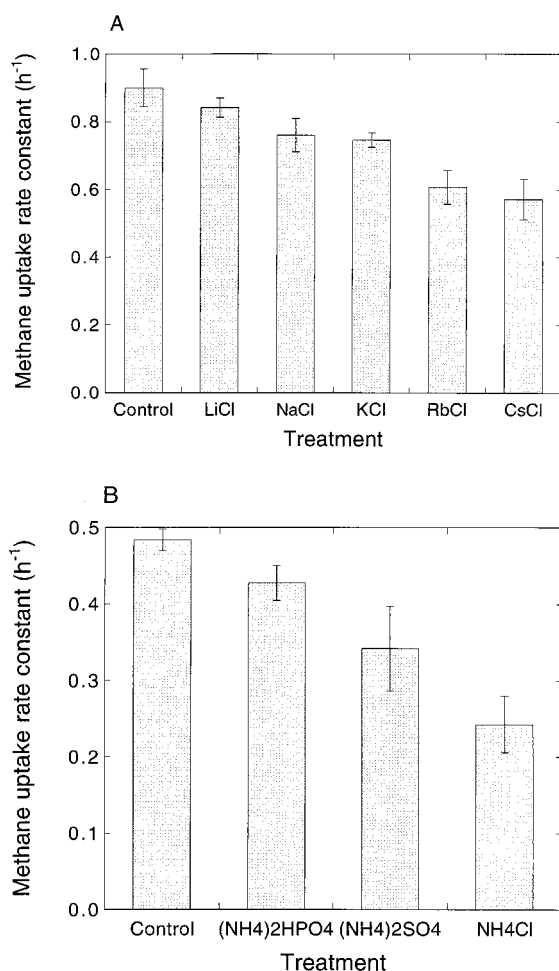 A
Methane uptake rate constant (h-1)
1.0
0.8
0.6
0.4
0.2
0.0
Control LiCl NaCl KCl RbCl CsCl
Treatment
B
Methane uptake rate constant (h-1)
0.5
0.4
0.3
0.2
0.1
0.0
Control (NH4)2HPO4 (NH4)2SO4 NH4Cl
Treatment